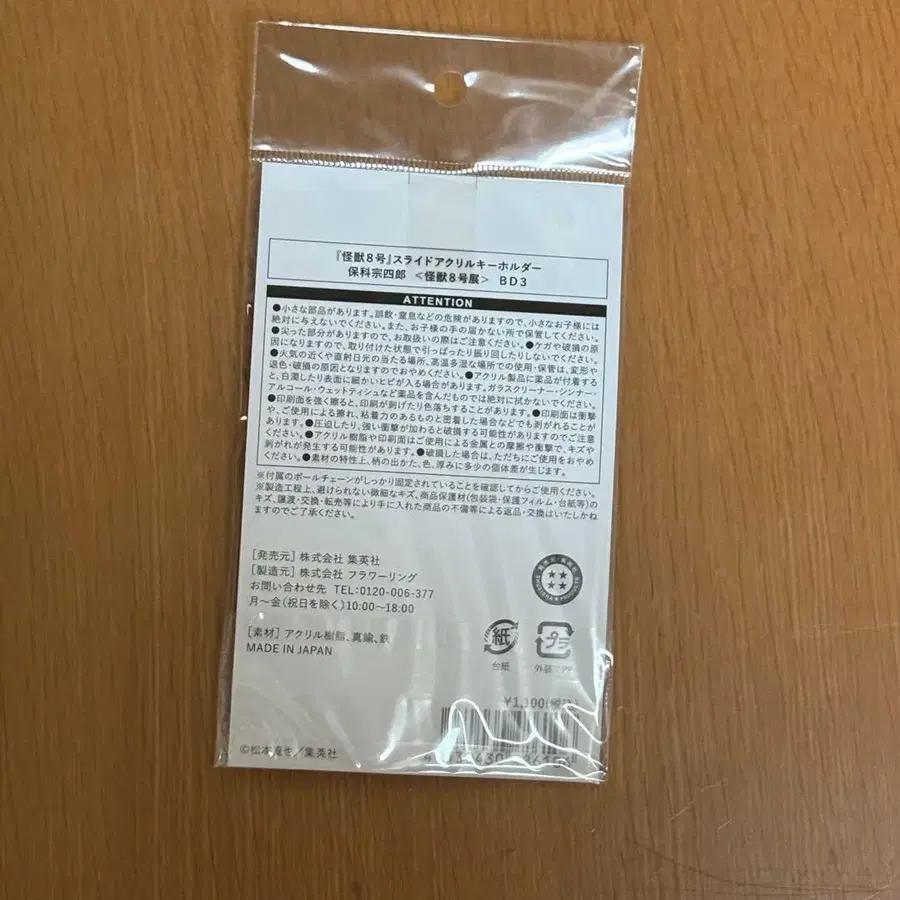 『怪獣８号』スライドアクリルキーホルダー
保科宗四郎 ＜怪獣８号展＞ ＢＤ３
ATTENTION
●小さな部品があります。誤飲・窒息などの危険がありますので、小さなお子様には
絶対に与えないでください。また、お子様の手の届かない所で保管してください。
●尖った部分がありますので、お取扱いの際はご注意ください。●ケガや破損の原
因になりますので、取り付けた状態で引っぱったり振り回したりしないでください。
●火気の近くや直射日光の当たる場所、高温多湿な場所での使用・保管は、変形や
退色・破損の原因となりますのでおやめください。●アクリル製品に薬品が付着する
と、白濁したり表面に細かいヒビが入る場合があります。ガラスクリーナー・シンナー・
アルコール・ウェットティシュなど薬品を含んだものでは絶対に拭かないでください。
●印刷面を強く擦ると、印刷が剥げたり色落ちすることがあります。●印刷面は衝撃
や、ご使用による擦れ、粘着力のあるものと密着した場合などでも剥がれることが
あります。●圧迫したり、強い衝撃が加わると破損する可能性がありますのでご注意
ください。●アクリル樹脂や印刷面はご使用による金属との摩擦や衝撃で、キズや
剥がれが発生する可能性があります。●破損した場合は、ただちにご使用をおやめ
ください。●素材の特性上、柄の出かた、色、厚みに多少の個体差が生じます。
※付属のボールチェーンがしっかり固定されていることを確認してからご使用ください。
※製造工程上、避けられない微細なキズ、商品保護材(包装袋・保護フィルム・台紙等)の
キズ、譲渡・交換・転売等により手に入れた商品の不備等による返品・交換はいたしかね
ますのでご了承ください。
[発売元] 株式会社 集英社
[製造元] 株式会社 フラワーリング
お問い合わせ先 TEL:0120-006-377
月～金(祝日を除く)10:00～18:00
[素材] アクリル樹脂、真鍮、鉄
MADE IN JAPAN
紙
台紙
プラ
¥1,100
©松本直也／集英社